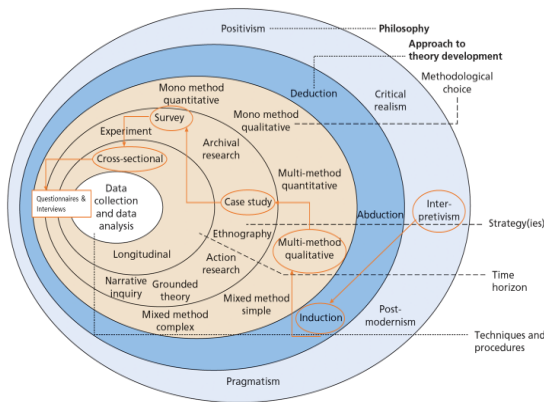 Positivism
Philosophy
Approach to
theory development
Methodological
choice
Deduction
Critical
realism
Mono method
quantitative
Mono method
qualitative
Survey
Experiment
Archival
research
Cross-sectional
Multi-method
quantitative
Questionnaires &
Interviews
Data
collection
and data
analysis
Case study
Abduction
Inter-
pretivism
Strategy(ies)
Ethnography
Multi-method
qualitative
Longitudinal
Action
research
Time
horizon
Narrative
inquiry
Grounded
theory
Mixed method
simple
Mixed method
complex
Induction
Post-
modernism
Techniques and
procedures
Pragmatism